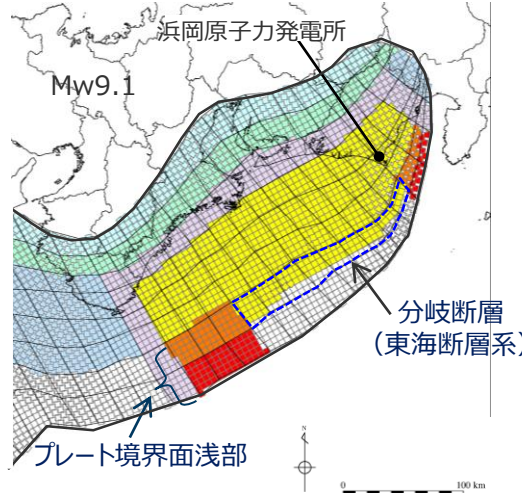 浜岡原子力発電所
Mw9.1
分岐断層
(東海断層系)
プレート境界面浅部
N
0 100 km